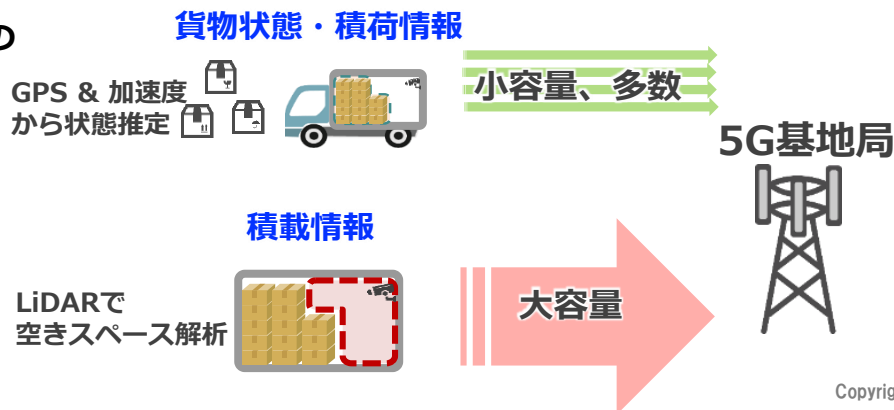 の
貨物状態・積荷情報
GPS & 加速度
から状態推定
小容量、多数
5G基地局
積載情報
LiDARで
空きスペース解析
大容量
Copyrig